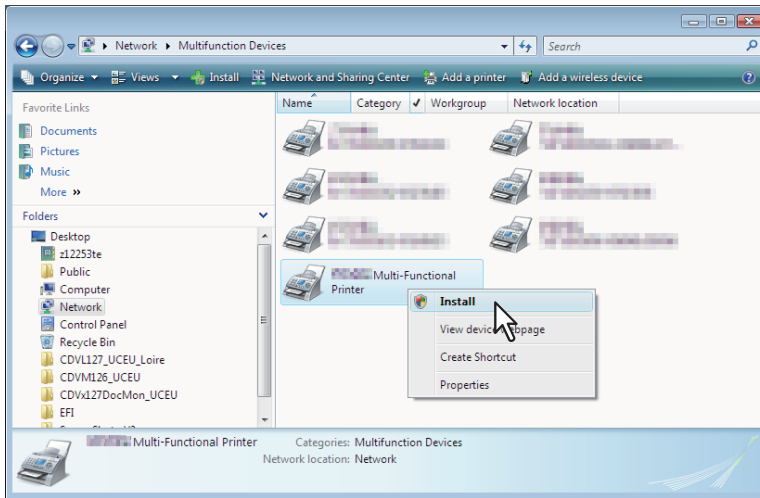 Network ▸ Multifunction Devices
Search
Organize Views Install Network and Sharing Center Add a printer Add a wireless device
Favorite Links
Documents
Pictures
Music
More »
Folders
Desktop
z12253te
Public
Computer
Network
Control Panel
Recycle Bin
CDVL127_UCEU_Loire
CDVM126_UCEU
CDVx127DocMon_UCEU
EFI
Name Category Workgroup Network location
Multi-Functional
Printer
Install
View device webpage
Create Shortcut
Properties
Multi-Functional Printer Categories: Multifunction Devices
Network location: Network